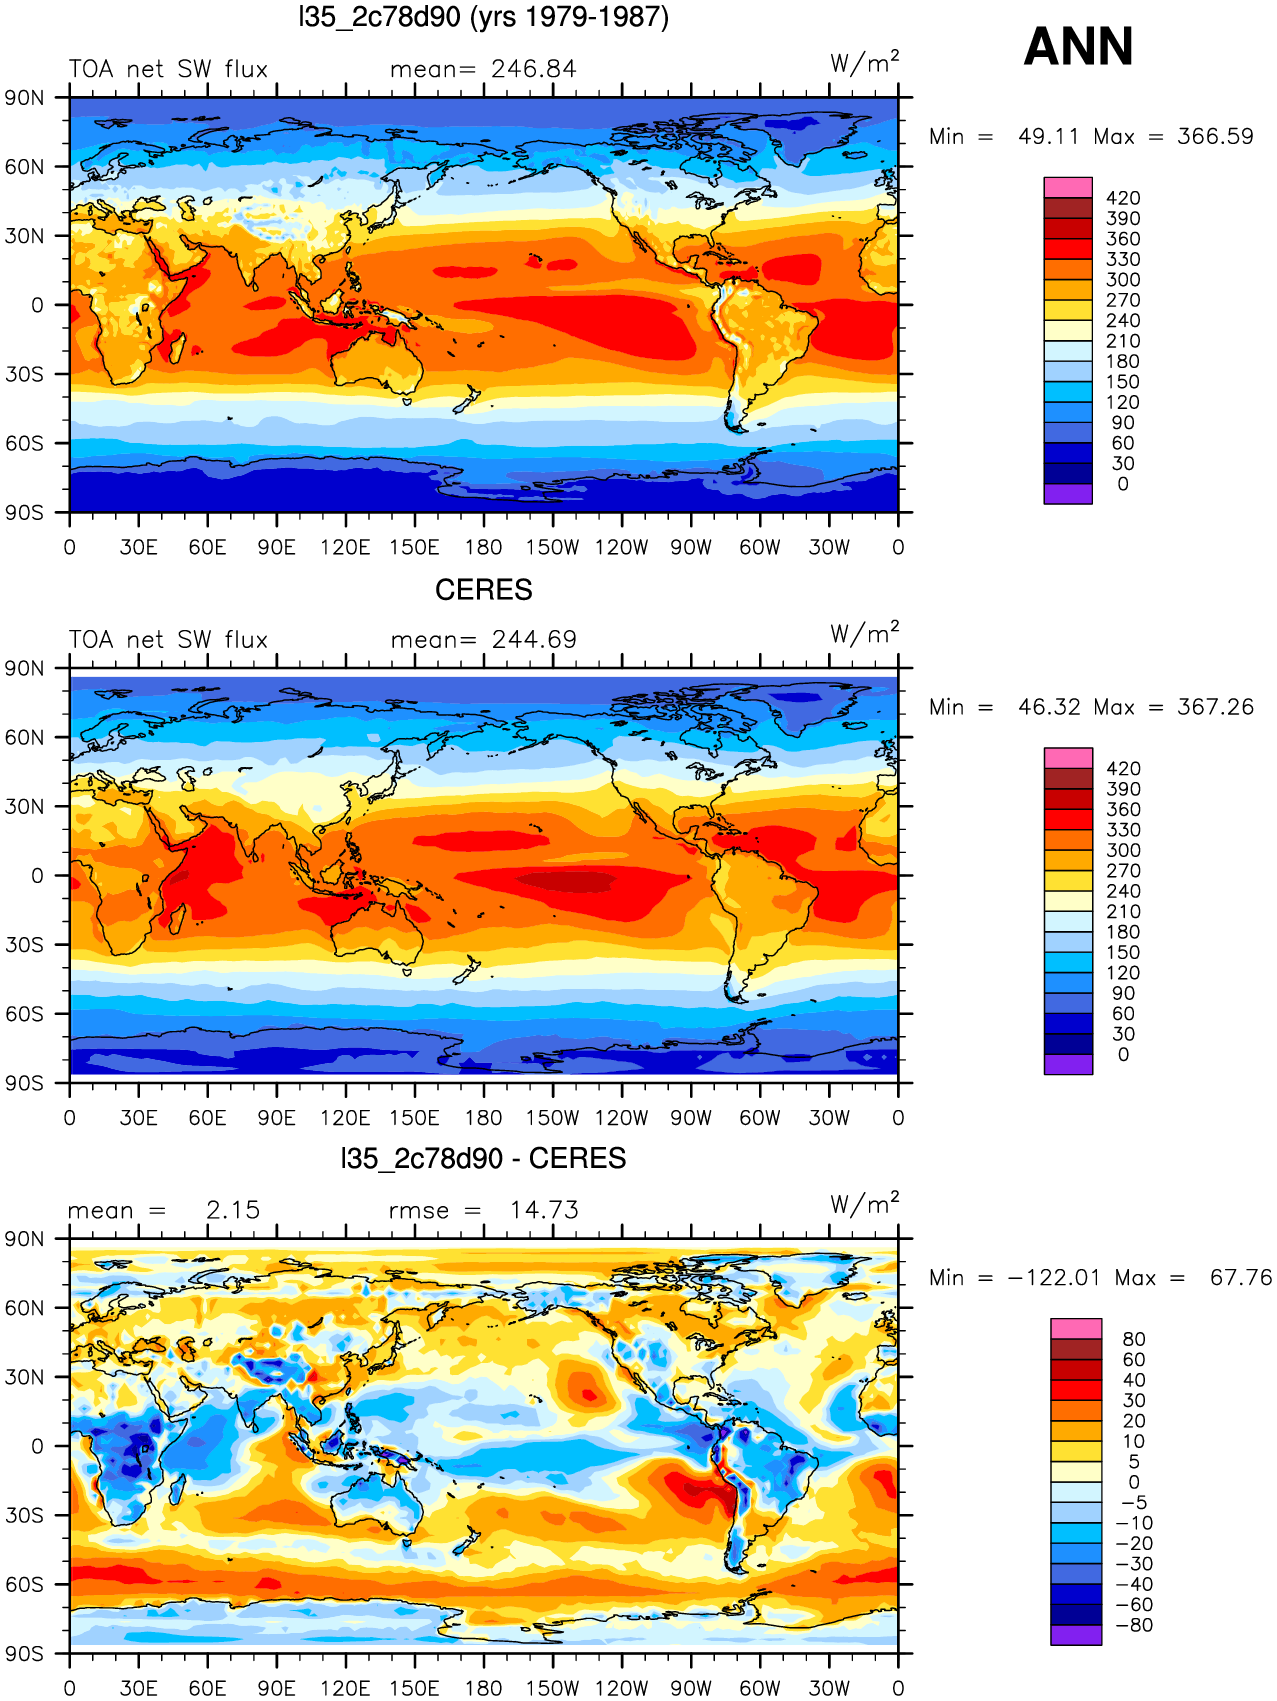 l35_2c78d90 (yrs 1979-1987)
ANN
TOA net SW flux mean= 246.84 W/m²
Min = 49.11 Max = 366.59
90N
60N
30N
0
30S
60S
90S
0 30E 60E 90E 120E 150E 180 150W 120W 90W 60W 30W 0
420
390
360
330
300
270
240
210
180
150
120
90
60
30
0
CERES
TOA net SW flux mean= 244.69 W/m²
Min = 46.32 Max = 367.26
90N
60N
30N
0
30S
60S
90S
0 30E 60E 90E 120E 150E 180 150W 120W 90W 60W 30W 0
420
390
360
330
300
270
240
210
180
150
120
90
60
30
0
l35_2c78d90 - CERES
mean = 2.15 rmse = 14.73 W/m²
Min = −122.01 Max = 67.76
90N
60N
30N
0
30S
60S
90S
0 30E 60E 90E 120E 150E 180 150W 120W 90W 60W 30W 0
80
60
40
30
20
10
5
0
−5
−10
−20
−30
−40
−60
−80